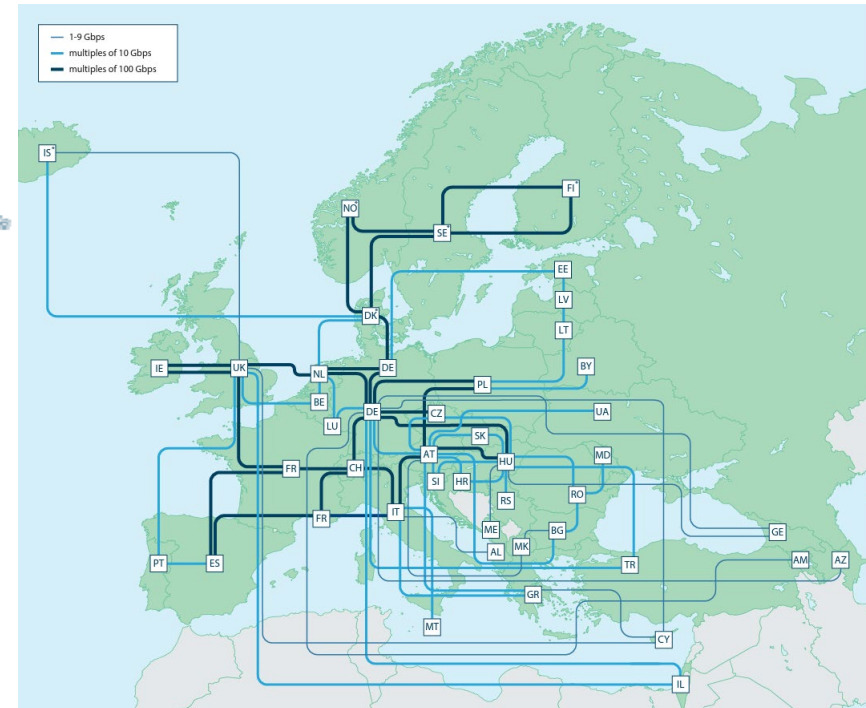 1-9 Gbps
multiples of 10 Gbps
multiples of 100 Gbps
IS*
FI*
NO*
SE*
EE
LV
DK*
LT
IE
UK
NL
DE
BY
PL
BE
LU
DE
CZ
UA
SK
AT
HU
MD
FR
CH
SI
HR
RS
RO
IT
FR
ME
BG
GE
MK
AL
PT
ES
TR
AM
AZ
GR
MT
CY
IL